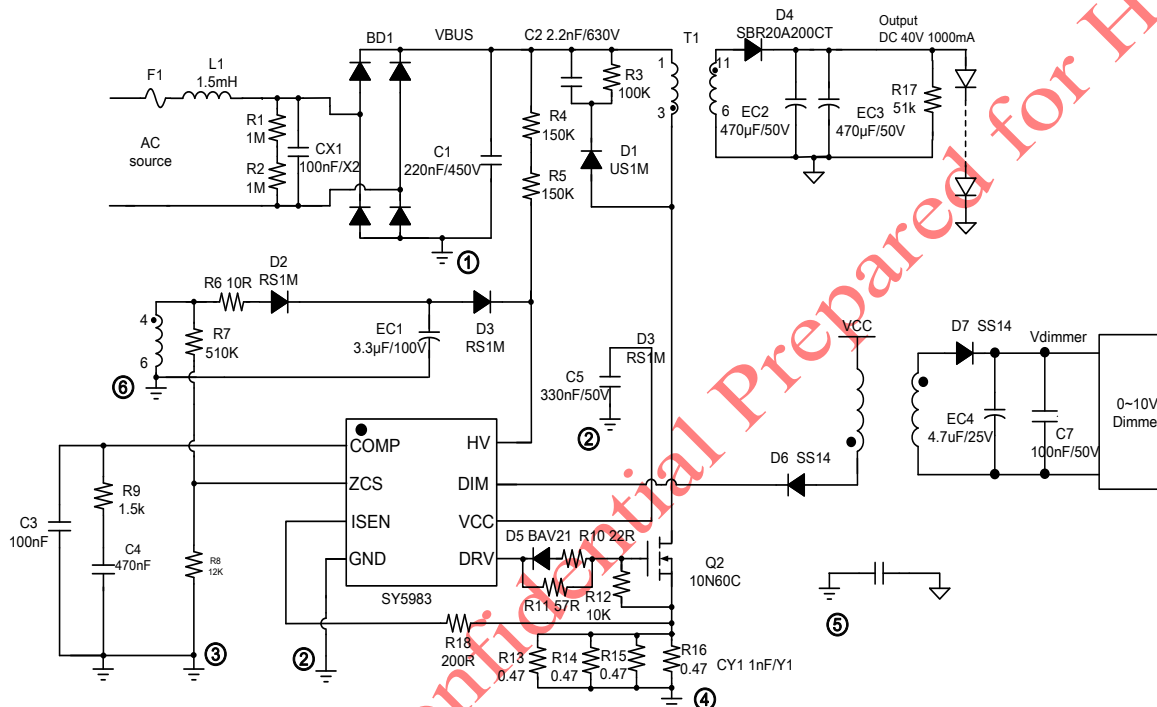 BD1
VBUS
C2 2.2nF/630V
T1
D4
SBR20A200CT
Output
DC 40V 1000mA
F1
L1
1.5mH
R3
100K
1
3
11
6
R1
1M
R2
1M
CX1
100nF/X2
AC
source
C1
220nF/450V
R4
150K
R5
150K
D1
US1M
EC2
470µF/50V
EC3
470µF/50V
R17
51k
①
D2
RS1M
R6 10R
4
6
R7
510K
EC1
3.3µF/100V
D3
RS1M
⑥
D3
RS1M
C5
330nF/50V
②
VCC
D7 SS14
Vdimmer
EC4
4.7uF/25V
C7
100nF/50V
0~10V
Dimme
COMP
HV
ZCS
DIM
ISEN
VCC
GND
DRV
SY5983
D6 SS14
R9
1.5k
C3
100nF
C4
470nF
R8
12K
D5 BAV21
R10 22R
R11 57R
R12
10K
Q2
10N60C
⑤
③
②
R18
200R
R13
0.47
R14
0.47
R15
0.47
R16
0.47
CY1 1nF/Y1
④
onfidential Prepared for H